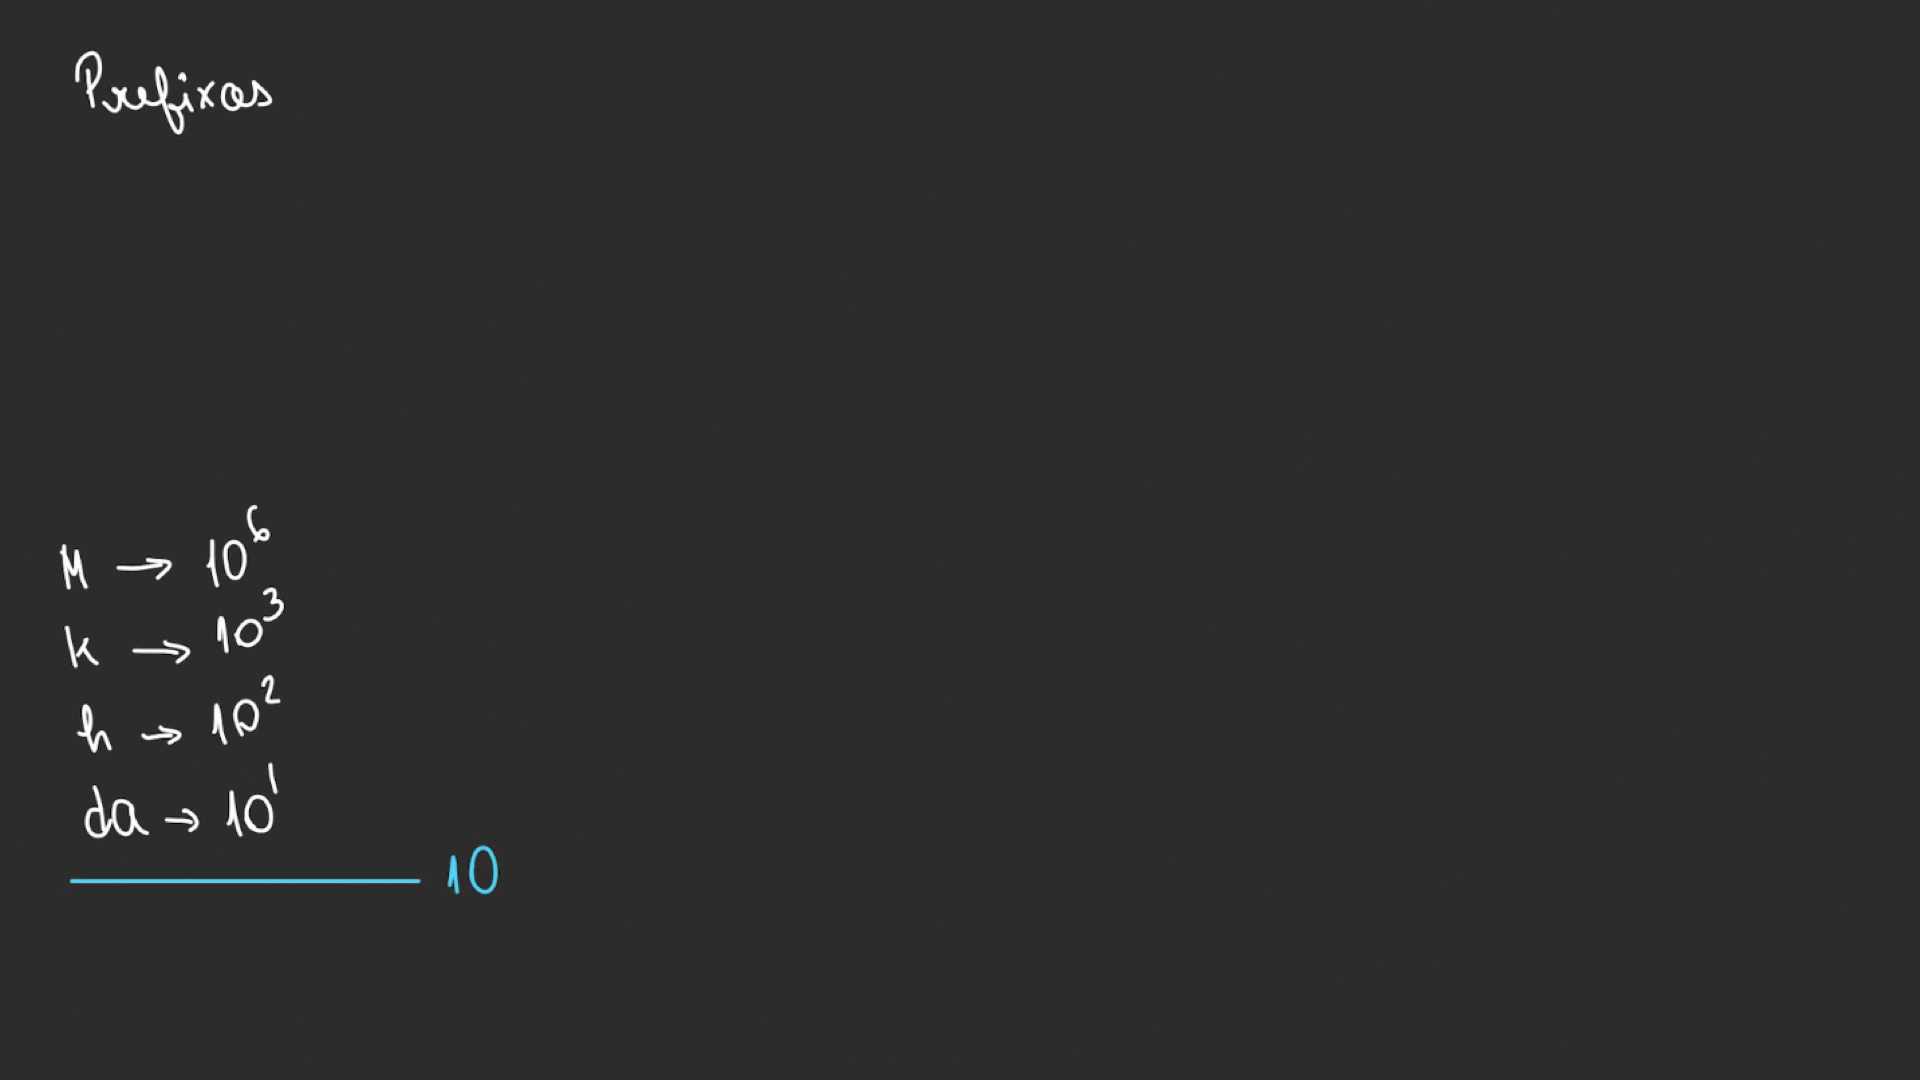 Prefixos
M → 10⁶
k → 10³
h → 10²
da → 10¹
10